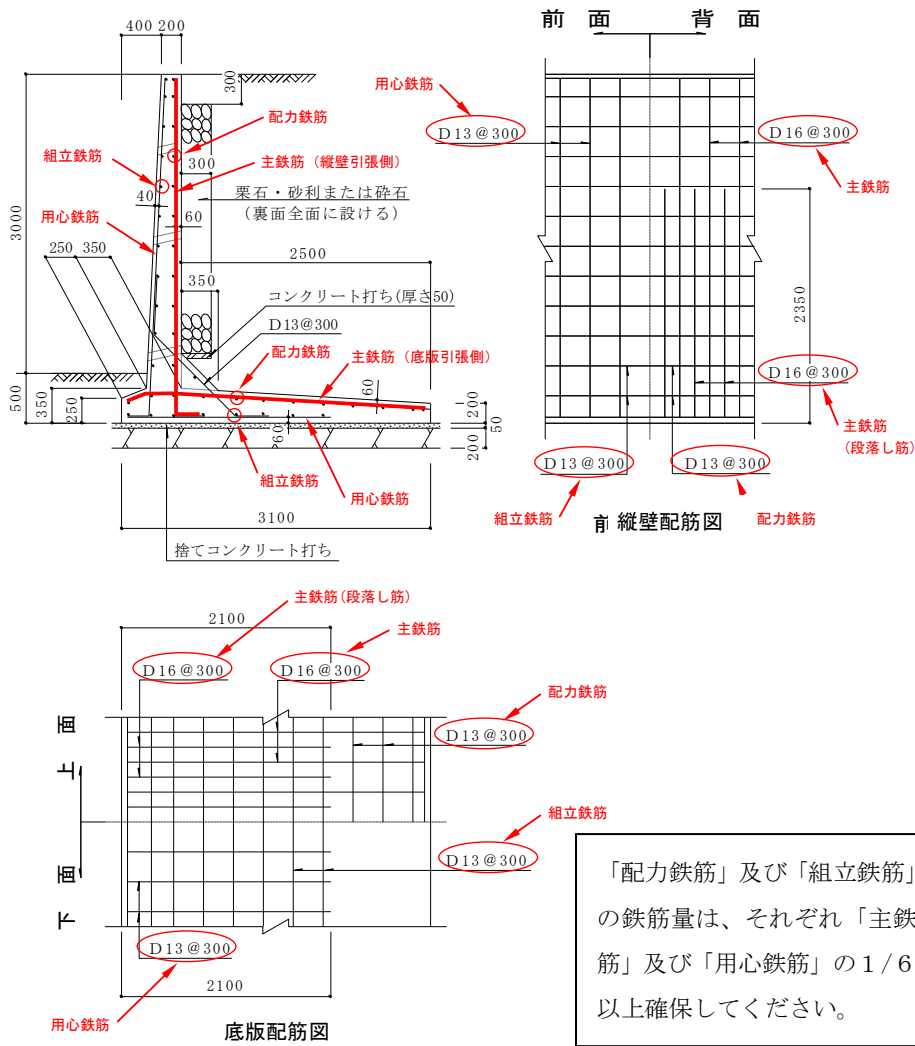 400 200
300
配力鉄筋
組立鉄筋
主鉄筋（縦壁引張側）
300
栗石・砂利または砕石
（裏面全面に設ける）
40
60
用心鉄筋
3000
250 350
2500
350
コンクリート打ち(厚さ50)
D13@300
配力鉄筋
主鉄筋（底版引張側）
60
500
350
250
200
50
200
60
組立鉄筋
用心鉄筋
3100
捨てコンクリート打ち
前面 背面
用心鉄筋
D13@300
D16@300
主鉄筋
2350
D16@300
主鉄筋
(段落し筋)
D13@300
D13@300
組立鉄筋
前 縦壁配筋図
配力鉄筋
主鉄筋(段落し筋)
2100
主鉄筋
D16@300
D16@300
配力鉄筋
D13@300
上面
組立鉄筋
D13@300
下面
D13@300
2100
用心鉄筋
底版配筋図
「配力鉄筋」及び「組立鉄筋」
の鉄筋量は、それぞれ「主鉄
筋」及び「用心鉄筋」の1/6
以上確保してください。